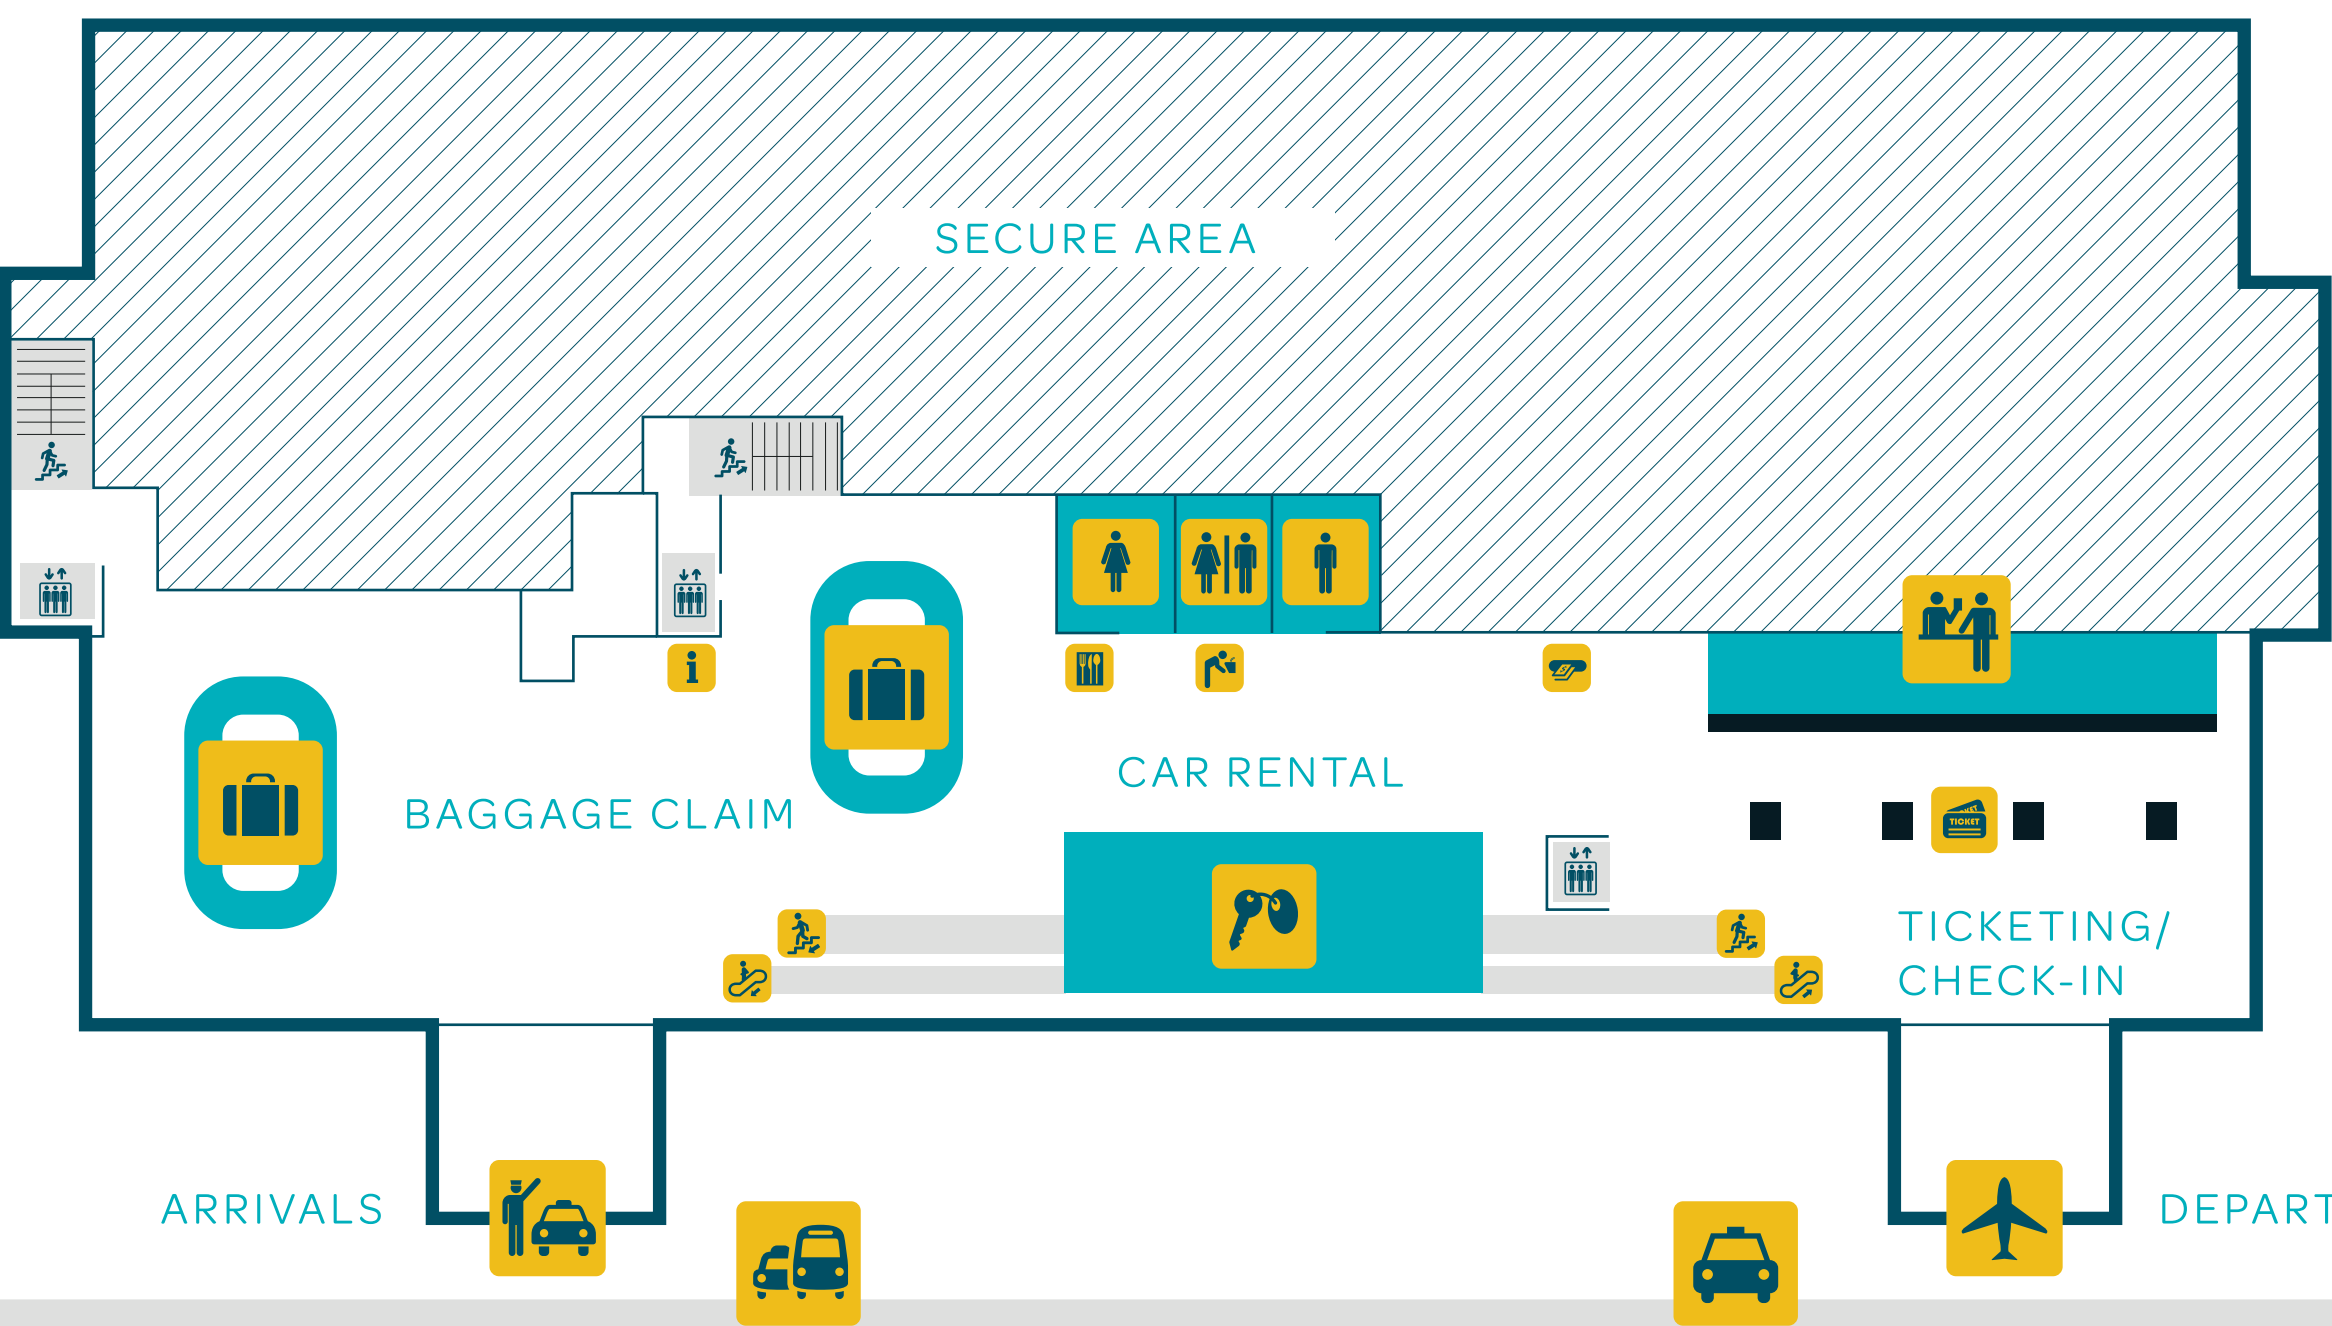 SECURE AREA
CAR RENTAL
BAGGAGE CLAIM
TICKET
TICKETING/
CHECK-IN
ARRIVALS
DEPART